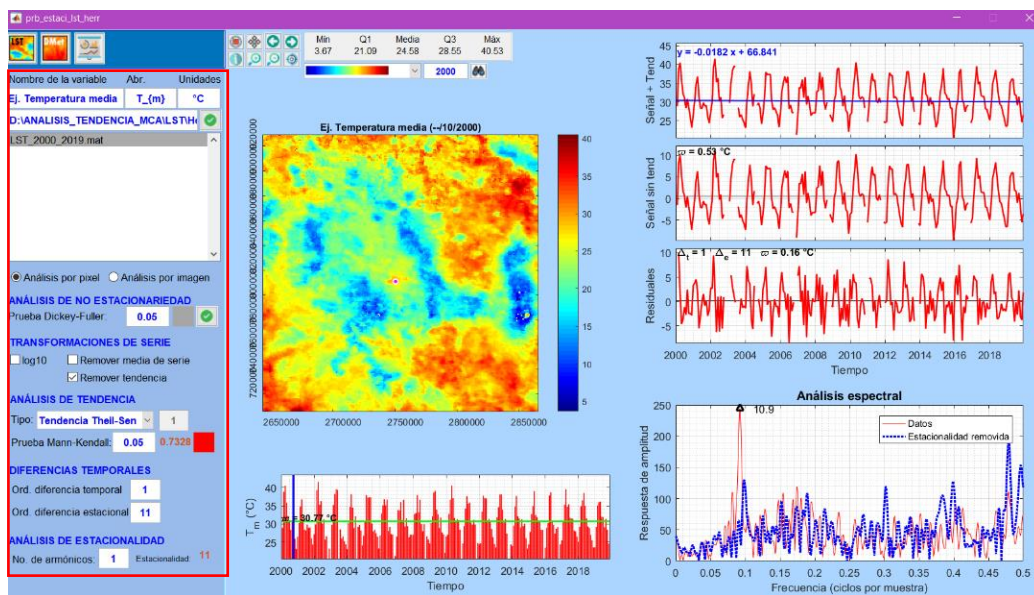 prb_estaci_lst_herr
LST
Nombre de la variable Abr. Unidades
Ej. Temperatura media T_{m} °C
D:\ANALISIS_TENDENCIA_MCA\LST\H
LST_2000_2019.mat
Análisis por pixel Análisis por imagen
ANÁLISIS DE NO ESTACIONARIEDAD
Prueba Dickey-Fuller: 0.05
TRANSFORMACIONES DE SERIE
log10 Remover media de serie
Remover tendencia
ANÁLISIS DE TENDENCIA
Tipo: Tendencia Theil-Sen 1
Prueba Mann-Kendall: 0.05 0.7328
DIFERENCIAS TEMPORALES
Ord. diferencia temporal 1
Ord. diferencia estacional 11
ANÁLISIS DE ESTACIONALIDAD
No. de armónicos: 1 Estacionalidad: 11
Min Q1 Media Q3 Máx
3.67 21.09 24.58 28.55 40.53
2000
Ej. Temperatura media (--/10/2000)
40
35
30
25
20
15
10
5
2650000 2700000 2750000 2800000 2850000
T_m (°C)
40
35
30
25
ϖ = 30.77 °C
2000 2002 2004 2006 2008 2010 2012 2014 2016 2018
Tiempo
Señal + Tend
45
40
35
30
25
y = -0.0182 x + 66.841
Señal sin tend
10
5
0
-5
ϖ = 0.53 °C
Residuales
10
5
0
-5
Δt = 1 Δe = 11 ϖ = 0.16 °C
2000 2002 2004 2006 2008 2010 2012 2014 2016 2018
Tiempo
Análisis espectral
Respuesta de amplitud
250
200
150
100
50
0
10.9
Datos
Estacionalidad removida
0 0.05 0.1 0.15 0.2 0.25 0.3 0.35 0.4 0.45 0.5
Frecuencia (ciclos por muestra)